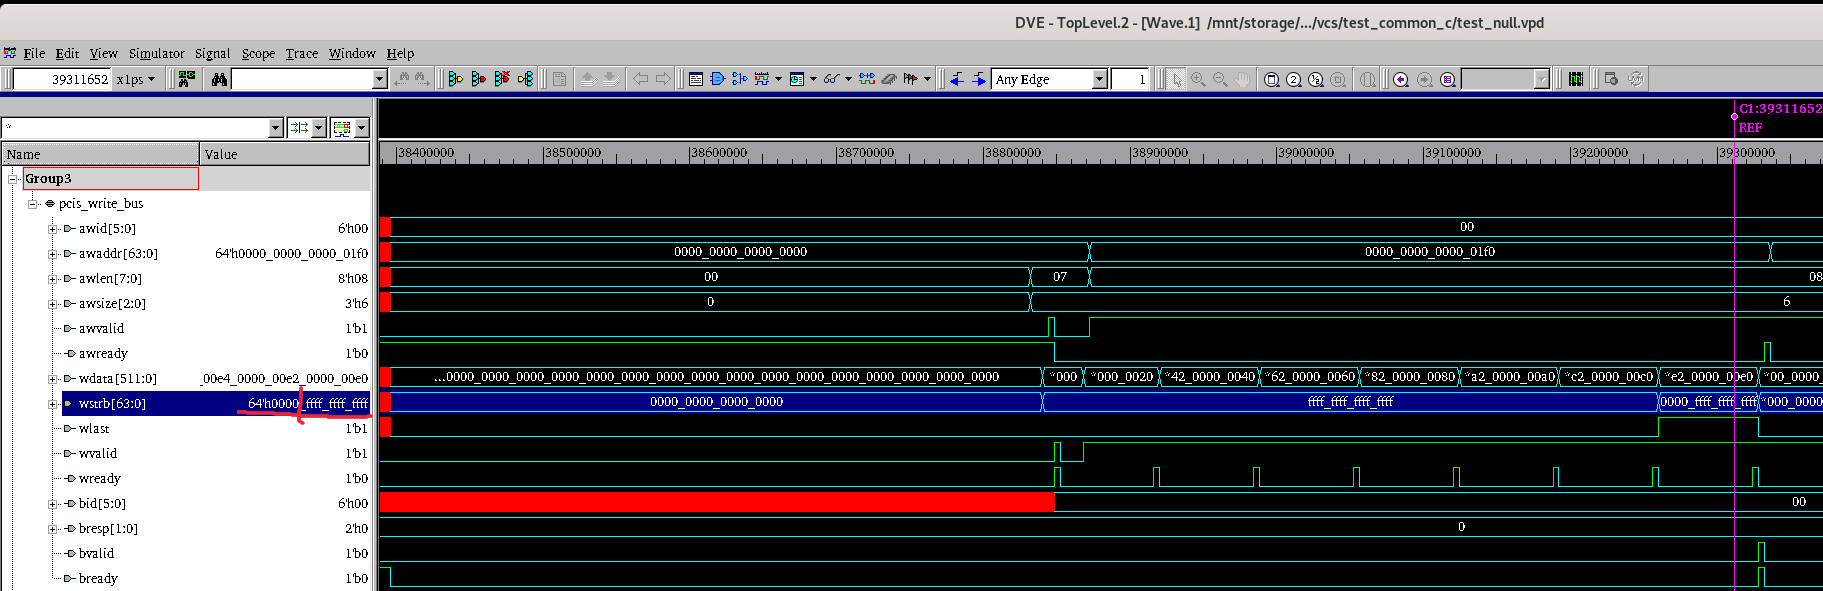 DVE - TopLevel.2 - [Wave.1] /mnt/storage/.../vcs/test_common_c/test_null.vpd
File Edit View Simulator Signal Scope Trace Window Help
39311652 x1ps Any Edge 1
C1:39311652
REF
*
Name Value
38400000 38500000 38600000 38700000 38800000 38900000 39000000 39100000 39200000 39300000
Group3
pcis_write_bus
awid[5:0] 6'h00 00
awaddr[63:0] 64'h0000_0000_0000_01f0 0000_0000_0000_0000 0000_0000_0000_01f0
awlen[7:0] 8'h08 00 07 08
awsize[2:0] 3'h6 0 6
awvalid 1'b1
awready 1'b0
wdata[511:0] _00e4_0000_00e2_0000_00e0 ...0000_0000_0000_0000_0000_0000_0000_0000_0000_0000_0000_0000_0000_0000_0000 *000 *000_0020 *42_0000_0040 *62_0000_0060 *82_0000_0080 *a2_0000_00a0 *c2_0000_00c0 *e2_0000_00e0 *00_0000
wstrb[63:0] 64'h0000_ffff_ffff_ffff 0000_0000_0000_0000 ffff_ffff_ffff_ffff 0000_ffff_ffff_ffff *000_0000
wlast 1'b1
wvalid 1'b1
wready 1'b0
bid[5:0] 6'h00 00
bresp[1:0] 2'h0 0
bvalid 1'b0
bready 1'b0